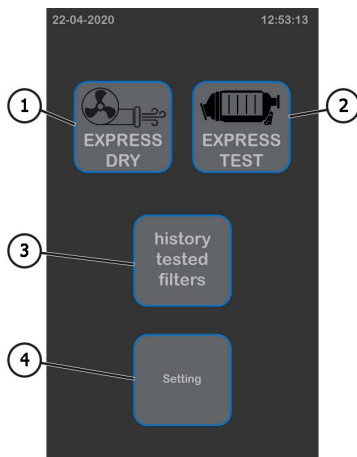 22-04-2020 12:53:13
1
2
EXPRESS DRY
EXPRESS TEST
3
history
tested
filters
4
Setting